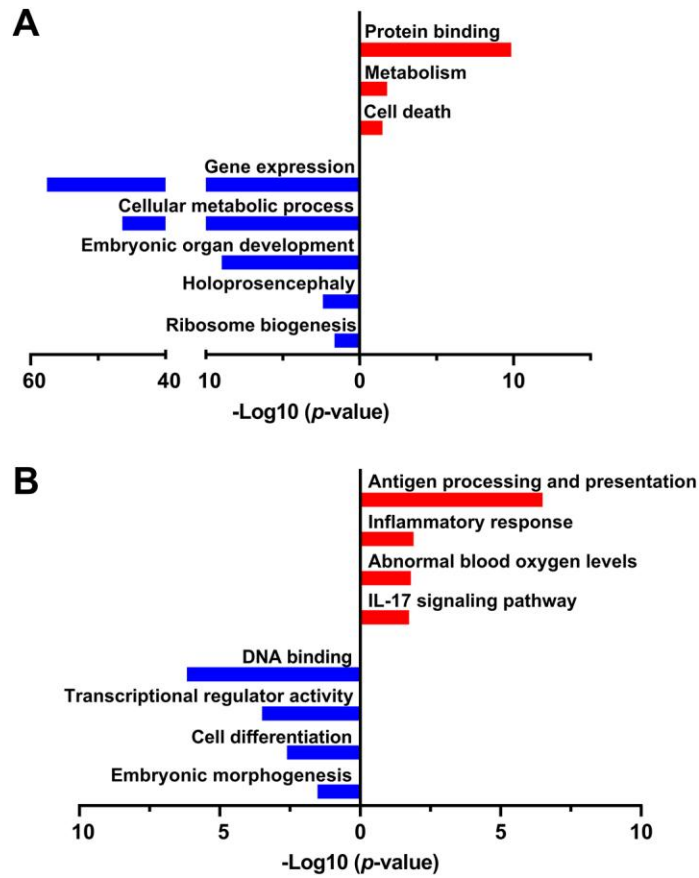 A
Protein binding
Metabolism
Cell death
Gene expression
Cellular metabolic process
Embryonic organ development
Holoprosencephaly
Ribosome biogenesis
60 40 10 0 10
-Log10 (p-value)
B
Antigen processing and presentation
Inflammatory response
Abnormal blood oxygen levels
IL-17 signaling pathway
DNA binding
Transcriptional regulator activity
Cell differentiation
Embryonic morphogenesis
10 5 0 5 10
-Log10 (p-value)